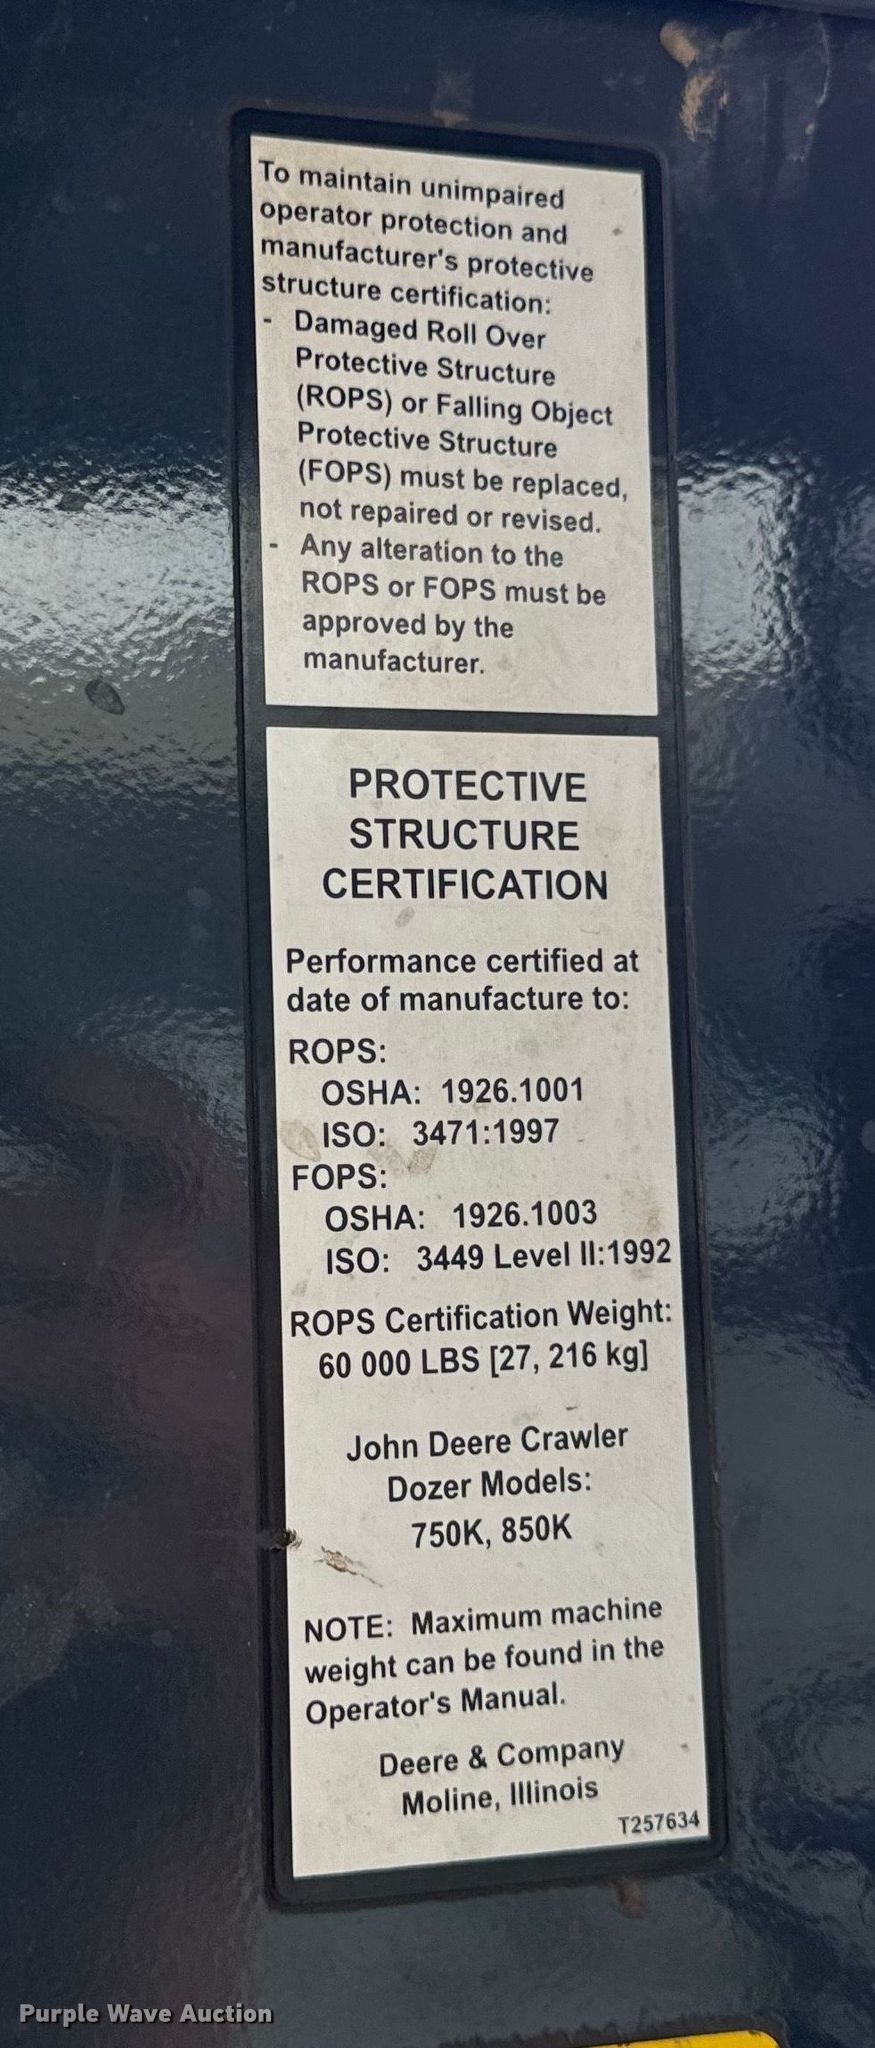 To maintain unimpaired
operator protection and
manufacturer's protective
structure certification:
- Damaged Roll Over
Protective Structure
(ROPS) or Falling Object
Protective Structure
(FOPS) must be replaced,
not repaired or revised.
- Any alteration to the
ROPS or FOPS must be
approved by the
manufacturer.
PROTECTIVE
STRUCTURE
CERTIFICATION
Performance certified at
date of manufacture to:
ROPS:
OSHA: 1926.1001
ISO: 3471:1997
FOPS:
OSHA: 1926.1003
ISO: 3449 Level II:1992
ROPS Certification Weight:
60 000 LBS [27, 216 kg]
John Deere Crawler
Dozer Models:
750K, 850K
NOTE: Maximum machine
weight can be found in the
Operator's Manual.
Deere & Company
Moline, Illinois
T257634
Purple Wave Auction